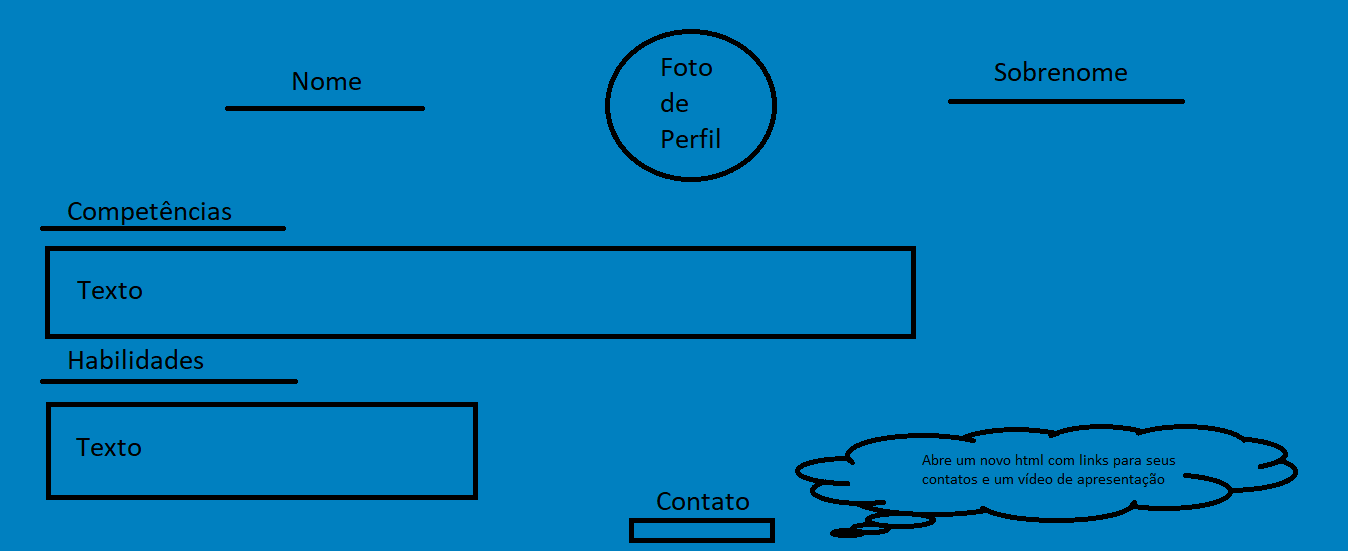 Nome
Foto
de
Perfil
Sobrenome
Competências
Texto
Habilidades
Texto
Contato
Abre um novo html com links para seus
contatos e um vídeo de apresentação